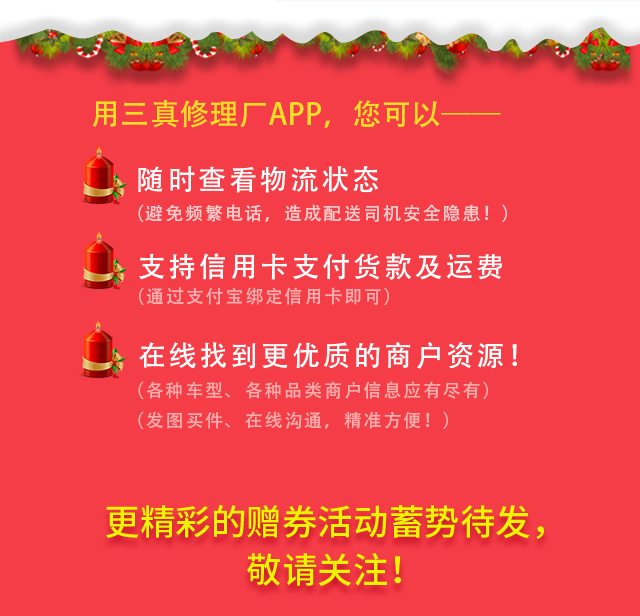 用三真修理厂APP，您可以——
随时查看物流状态
（避免频繁电话，造成配送司机安全隐患！）
支持信用卡支付货款及运费
（通过支付宝绑定信用卡即可）
在线找到更优质的商户资源！
（各种车型、各种品类商户信息应有尽有）
（发图买件、在线沟通，精准方便！）
更精彩的赠券活动蓄势待发，
敬请关注！